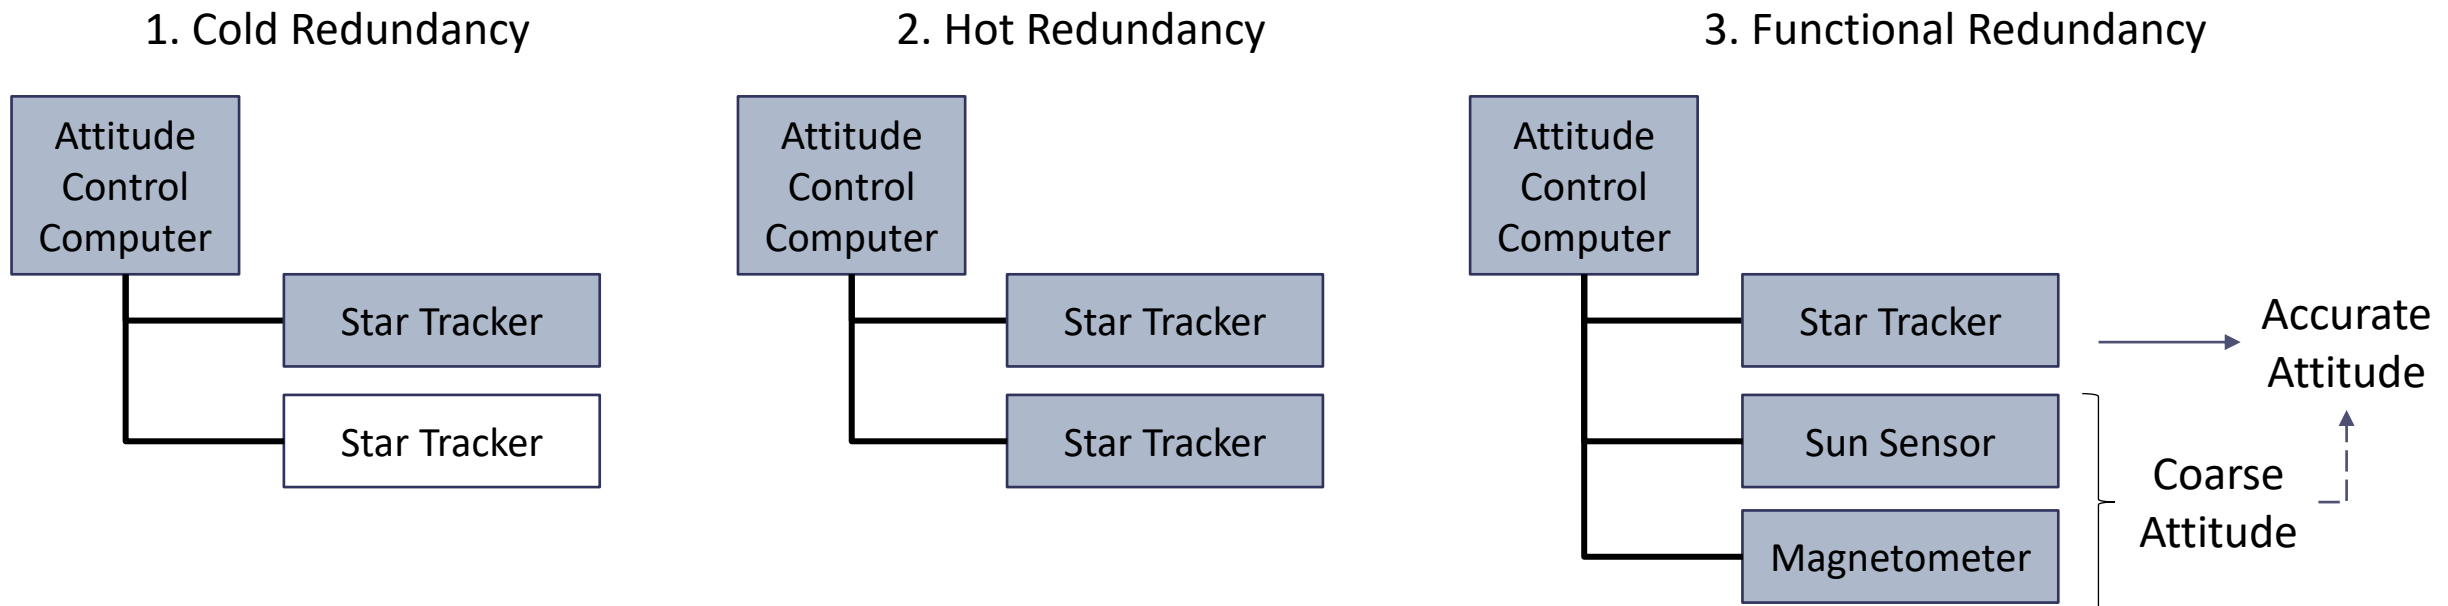 1. Cold Redundancy
Attitude
Control
Computer
Star Tracker
Star Tracker
2. Hot Redundancy
Attitude
Control
Computer
Star Tracker
Star Tracker
3. Functional Redundancy
Attitude
Control
Computer
Star Tracker
Sun Sensor
Magnetometer
Accurate
Attitude
Coarse
Attitude